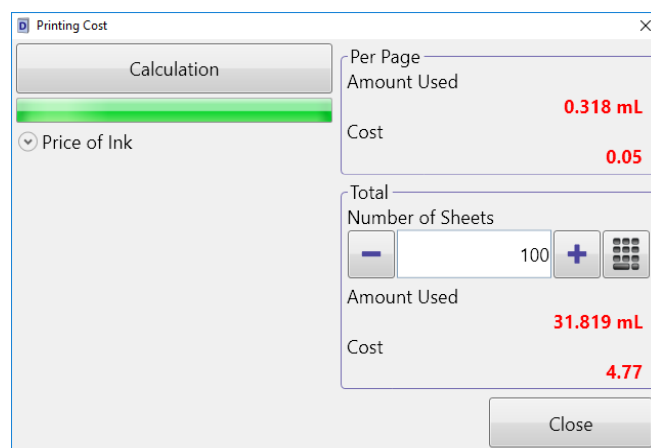 D Printing Cost
Calculation
Price of Ink
Per Page
Amount Used
0.318 mL
Cost
0.05
Total
Number of Sheets
100
Amount Used
31.819 mL
Cost
4.77
Close